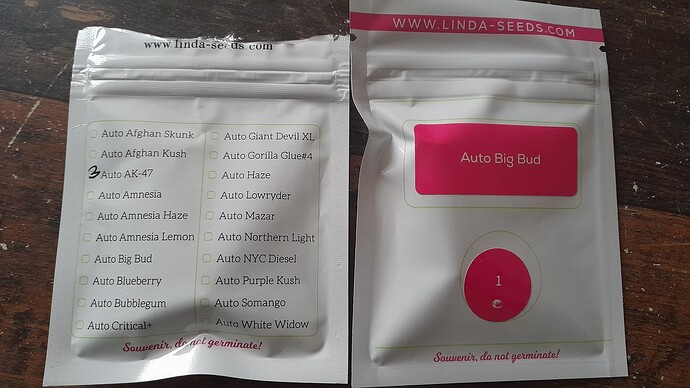 www.linda-seeds.com
Auto Afghan Skunk
Auto Afghan Kush
3 Auto AK-47
Auto Amnesia
Auto Amnesia Haze
Auto Amnesia Lemon
Auto Big Bud
Auto Blueberry
Auto Bubblegum
Auto Critical+
Auto Giant Devil XL
Auto Gorilla Glue#4
Auto Haze
Auto Lowryder
Auto Mazar
Auto Northern Light
Auto NYC Diesel
Auto Purple Kush
Auto Somango
Auto White Widow
Souvenir, do not germinate!
WWW.LINDA-SEEDS.COM
Auto Big Bud
1
Souvenir, do not germinate!